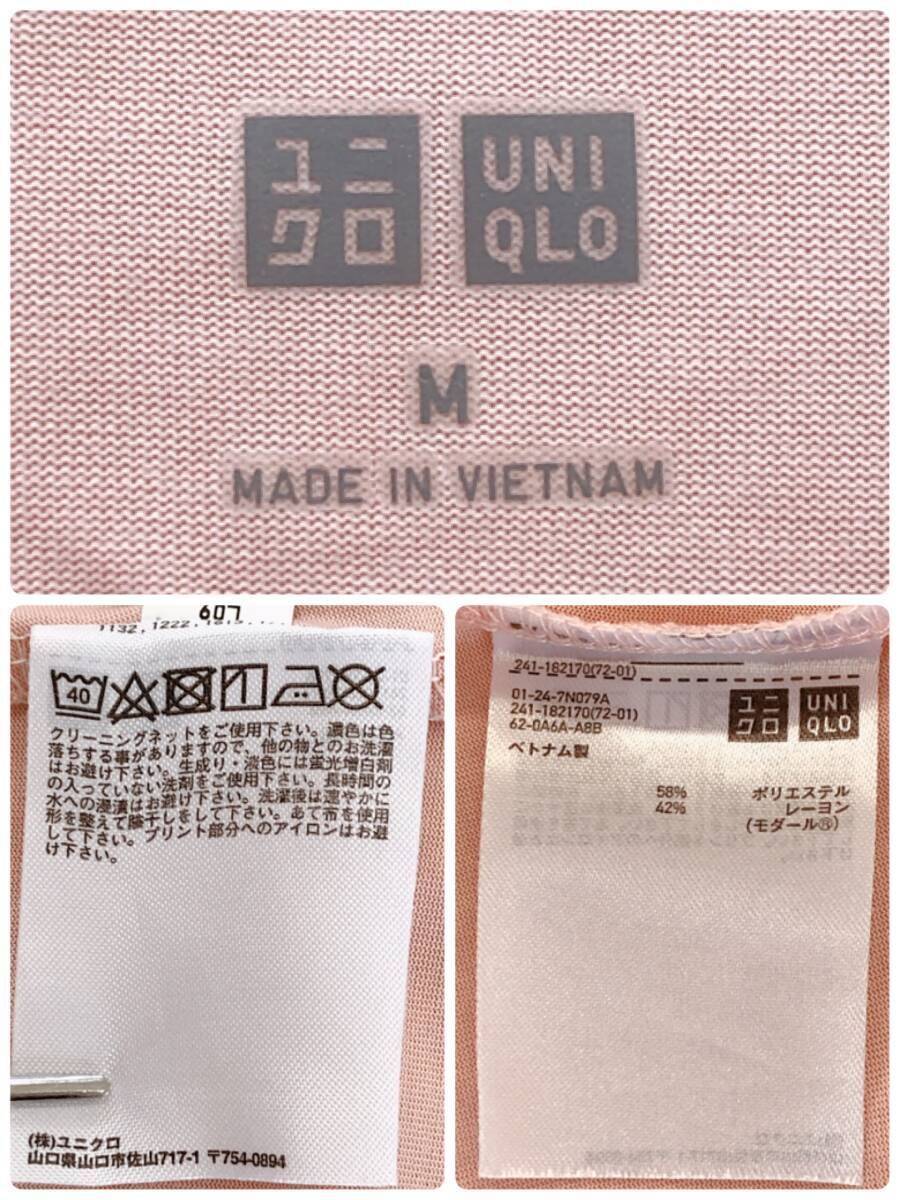 ユニ
クロ
UNI
QLO
M
MADE IN VIETNAM
607
1132, 1222,
40
クリーニングネットをご使用下さい。濃色は色
落ちする事がありますので、他の物とのお洗濯
はお避け下さい。生成り・淡色には蛍光増白剤
の入っていない洗剤をご使用下さい。長時間の
水への浸漬はお避け下さい。洗濯後は速やかに
形を整えて陰干しをして下さい。あて布を使用
して下さい。プリント部分へのアイロンはお避
け下さい。
(株)ユニクロ
山口県山口市佐山717-1 〒754-0894
241-182170(72-01)
01-24-7N079A
241-182170(72-01)
62-0A6A-A8B
ベトナム製
ユニ
クロ
UNI
QLO
58% ポリエステル
42% レーヨン
(モダール®)